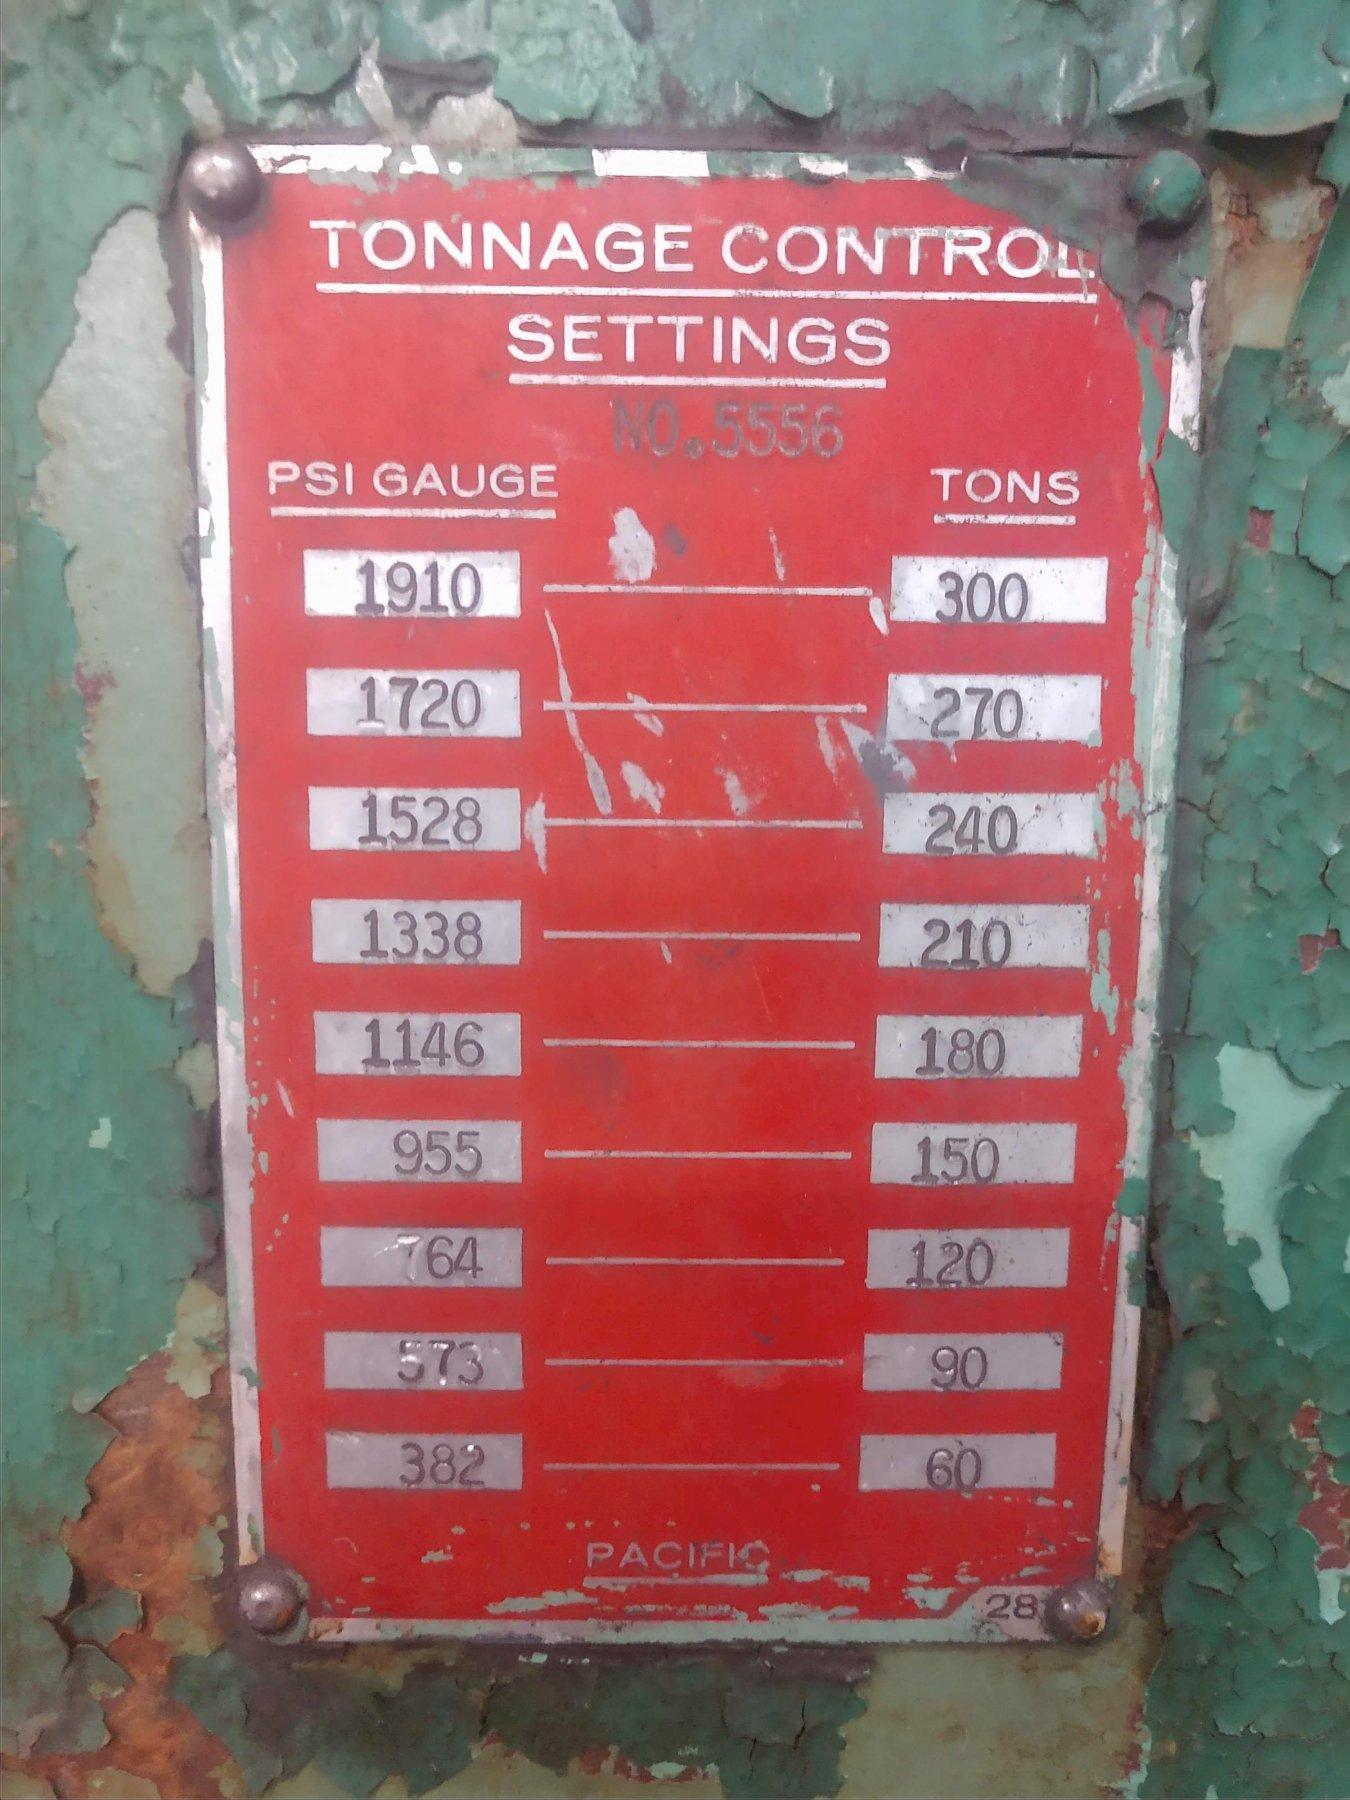 TONNAGE CONTROL
SETTINGS
NO.5556
PSI GAUGE TONS
1910 300
1720 270
1528 240
1338 210
1146 180
955 150
764 120
573 90
382 60
PACIFIC
28